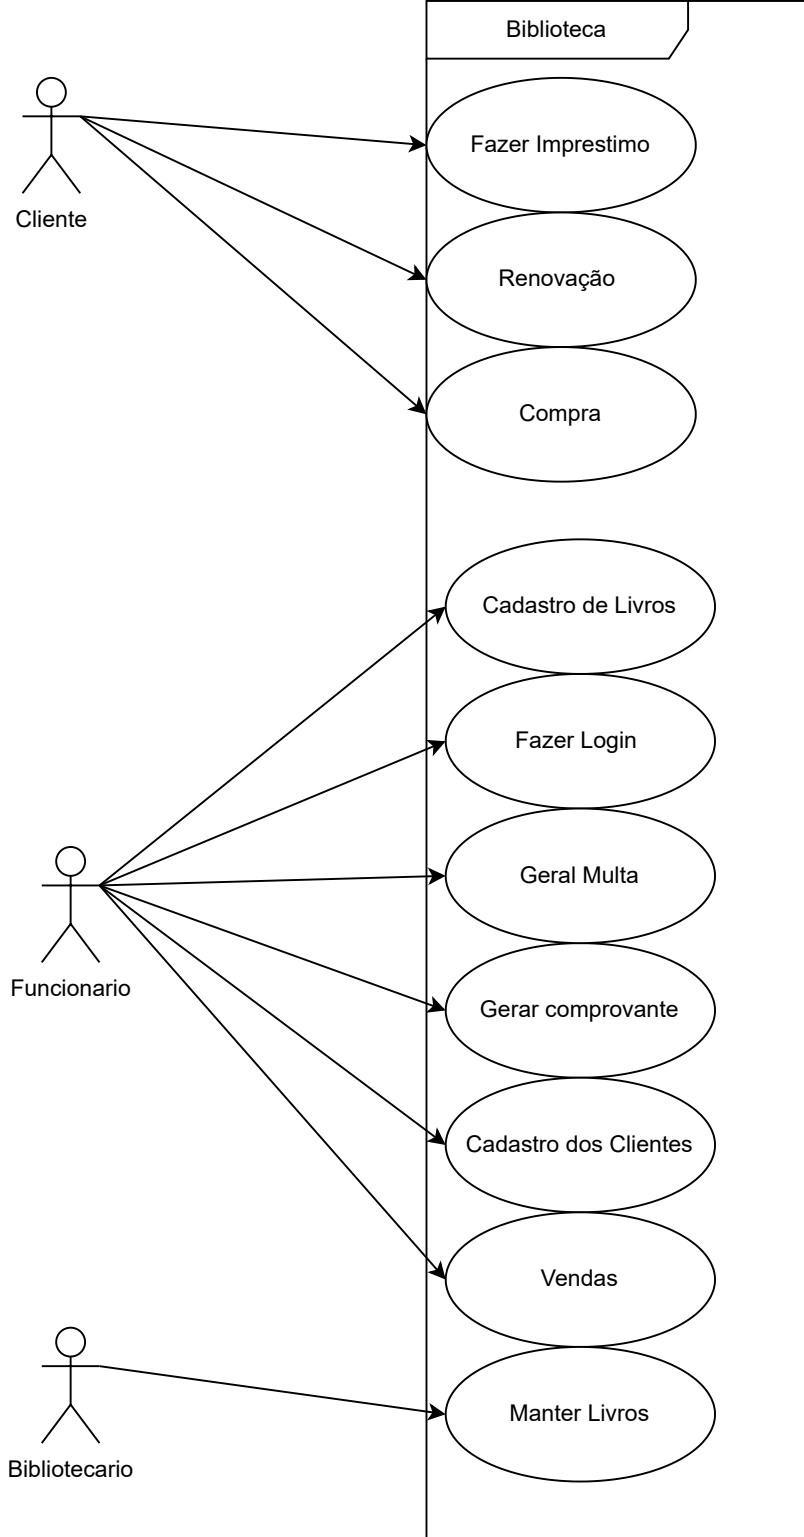 Biblioteca
Fazer Imprestimo
Cliente
Renovação
Compra
Cadastro de Livros
Fazer Login
Geral Multa
Funcionario
Gerar comprovante
Cadastro dos Clientes
Vendas
Manter Livros
Bibliotecario